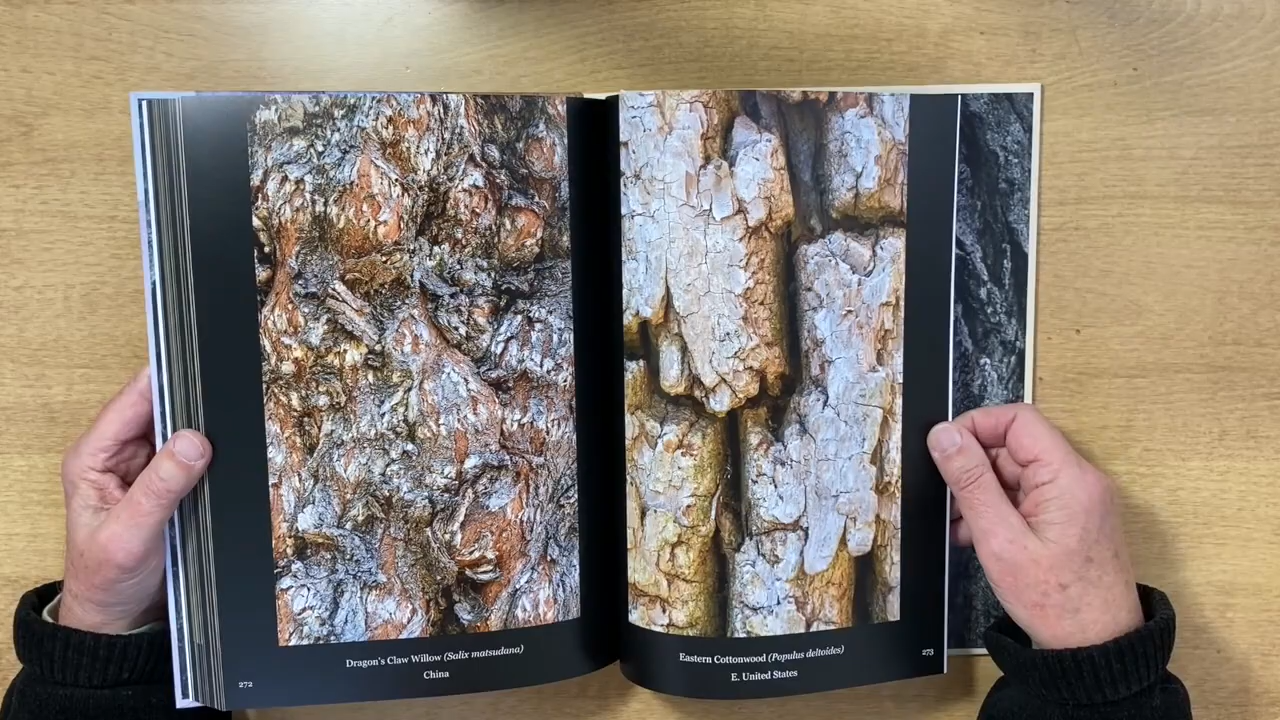 Dragon's Claw Willow (Salix matsudana)
China
272
Eastern Cottonwood (Populus deltoides)
E. United States
273